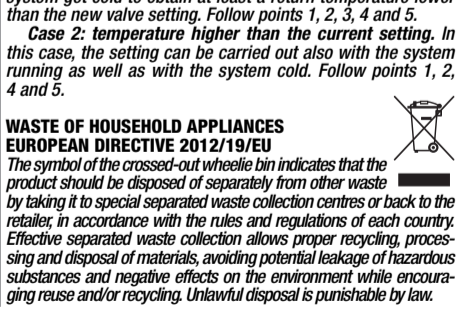 system get cold to obtain at least a return temperature lower
than the new valve setting. Follow points 1, 2, 3, 4 and 5.
Case 2: temperature higher than the current setting. In
this case, the setting can be carried out also with the system
running as well as with the system cold. Follow points 1, 2,
4 and 5.
WASTE OF HOUSEHOLD APPLIANCES
EUROPEAN DIRECTIVE 2012/19/EU
The symbol of the crossed-out wheelie bin indicates that the
product should be disposed of separately from other waste
by taking it to special separated waste collection centres or back to the
retailer, in accordance with the rules and regulations of each country.
Effective separated waste collection allows proper recycling, proces-
sing and disposal of materials, avoiding potential leakage of hazardous
substances and negative effects on the environment while encoura-
ging reuse and/or recycling. Unlawful disposal is punishable by law.